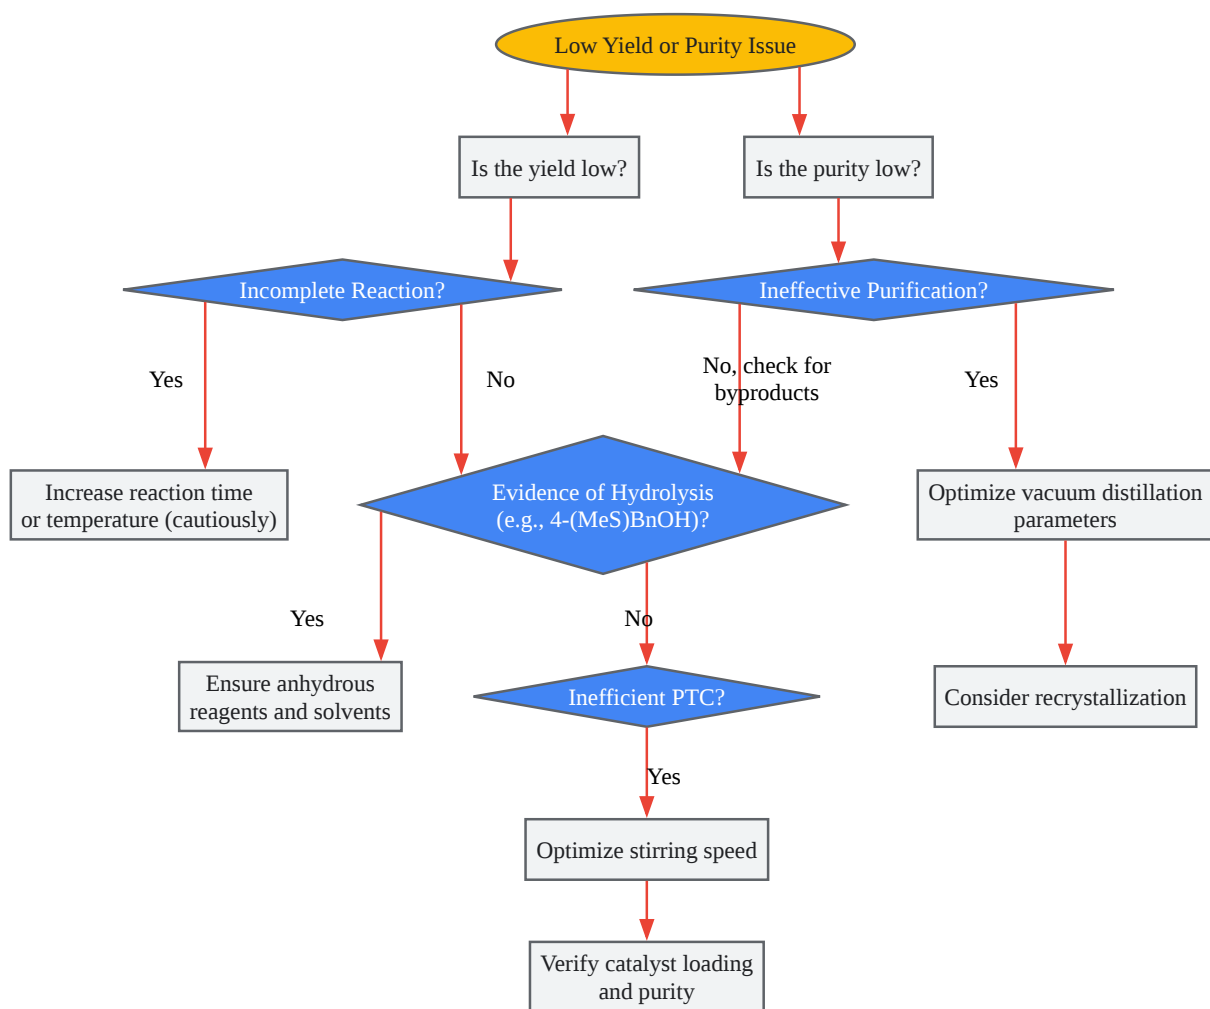 Low Yield or Purity Issue
Is the yield low?
Is the purity low?
Incomplete Reaction?
Ineffective Purification?
Yes
No
No, check for
byproducts
Yes
Increase reaction time
or temperature (cautiously)
Evidence of Hydrolysis
(e.g., 4-(MeS)BnOH)?
Optimize vacuum distillation
parameters
Yes
No
Ensure anhydrous
reagents and solvents
Inefficient PTC?
Consider recrystallization
Yes
Optimize stirring speed
Verify catalyst loading
and purity